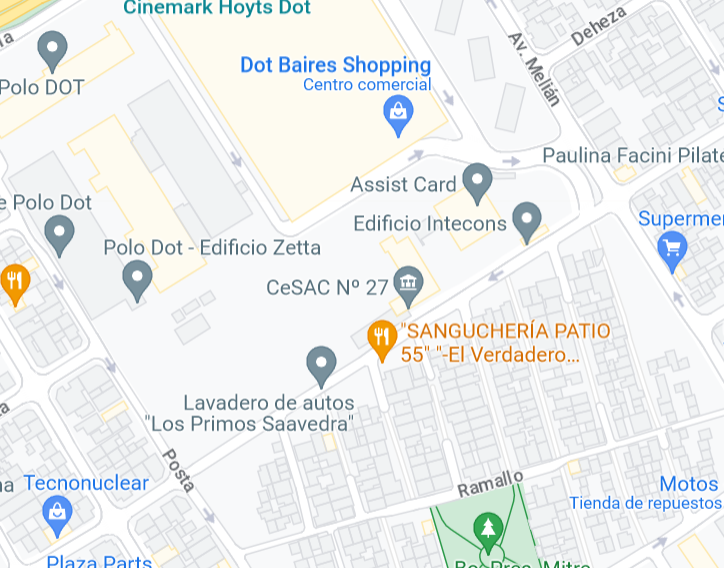 Cinemark Hoyts Dot
Deheza
Av. Melián
Polo DOT
Dot Baires Shopping
Centro comercial
Paulina Facini Pilate
Assist Card
e Polo Dot
Edificio Intecons
Supermer
Polo Dot - Edificio Zetta
CeSAC Nº 27
"SANGUCHERÍA PATIO
55" "-El Verdadero...
Lavadero de autos
"Los Primos Saavedra"
Posta
Tecnonuclear
Ramallo
Motos
Tienda de repuestos
Plaza Parts
Mitre